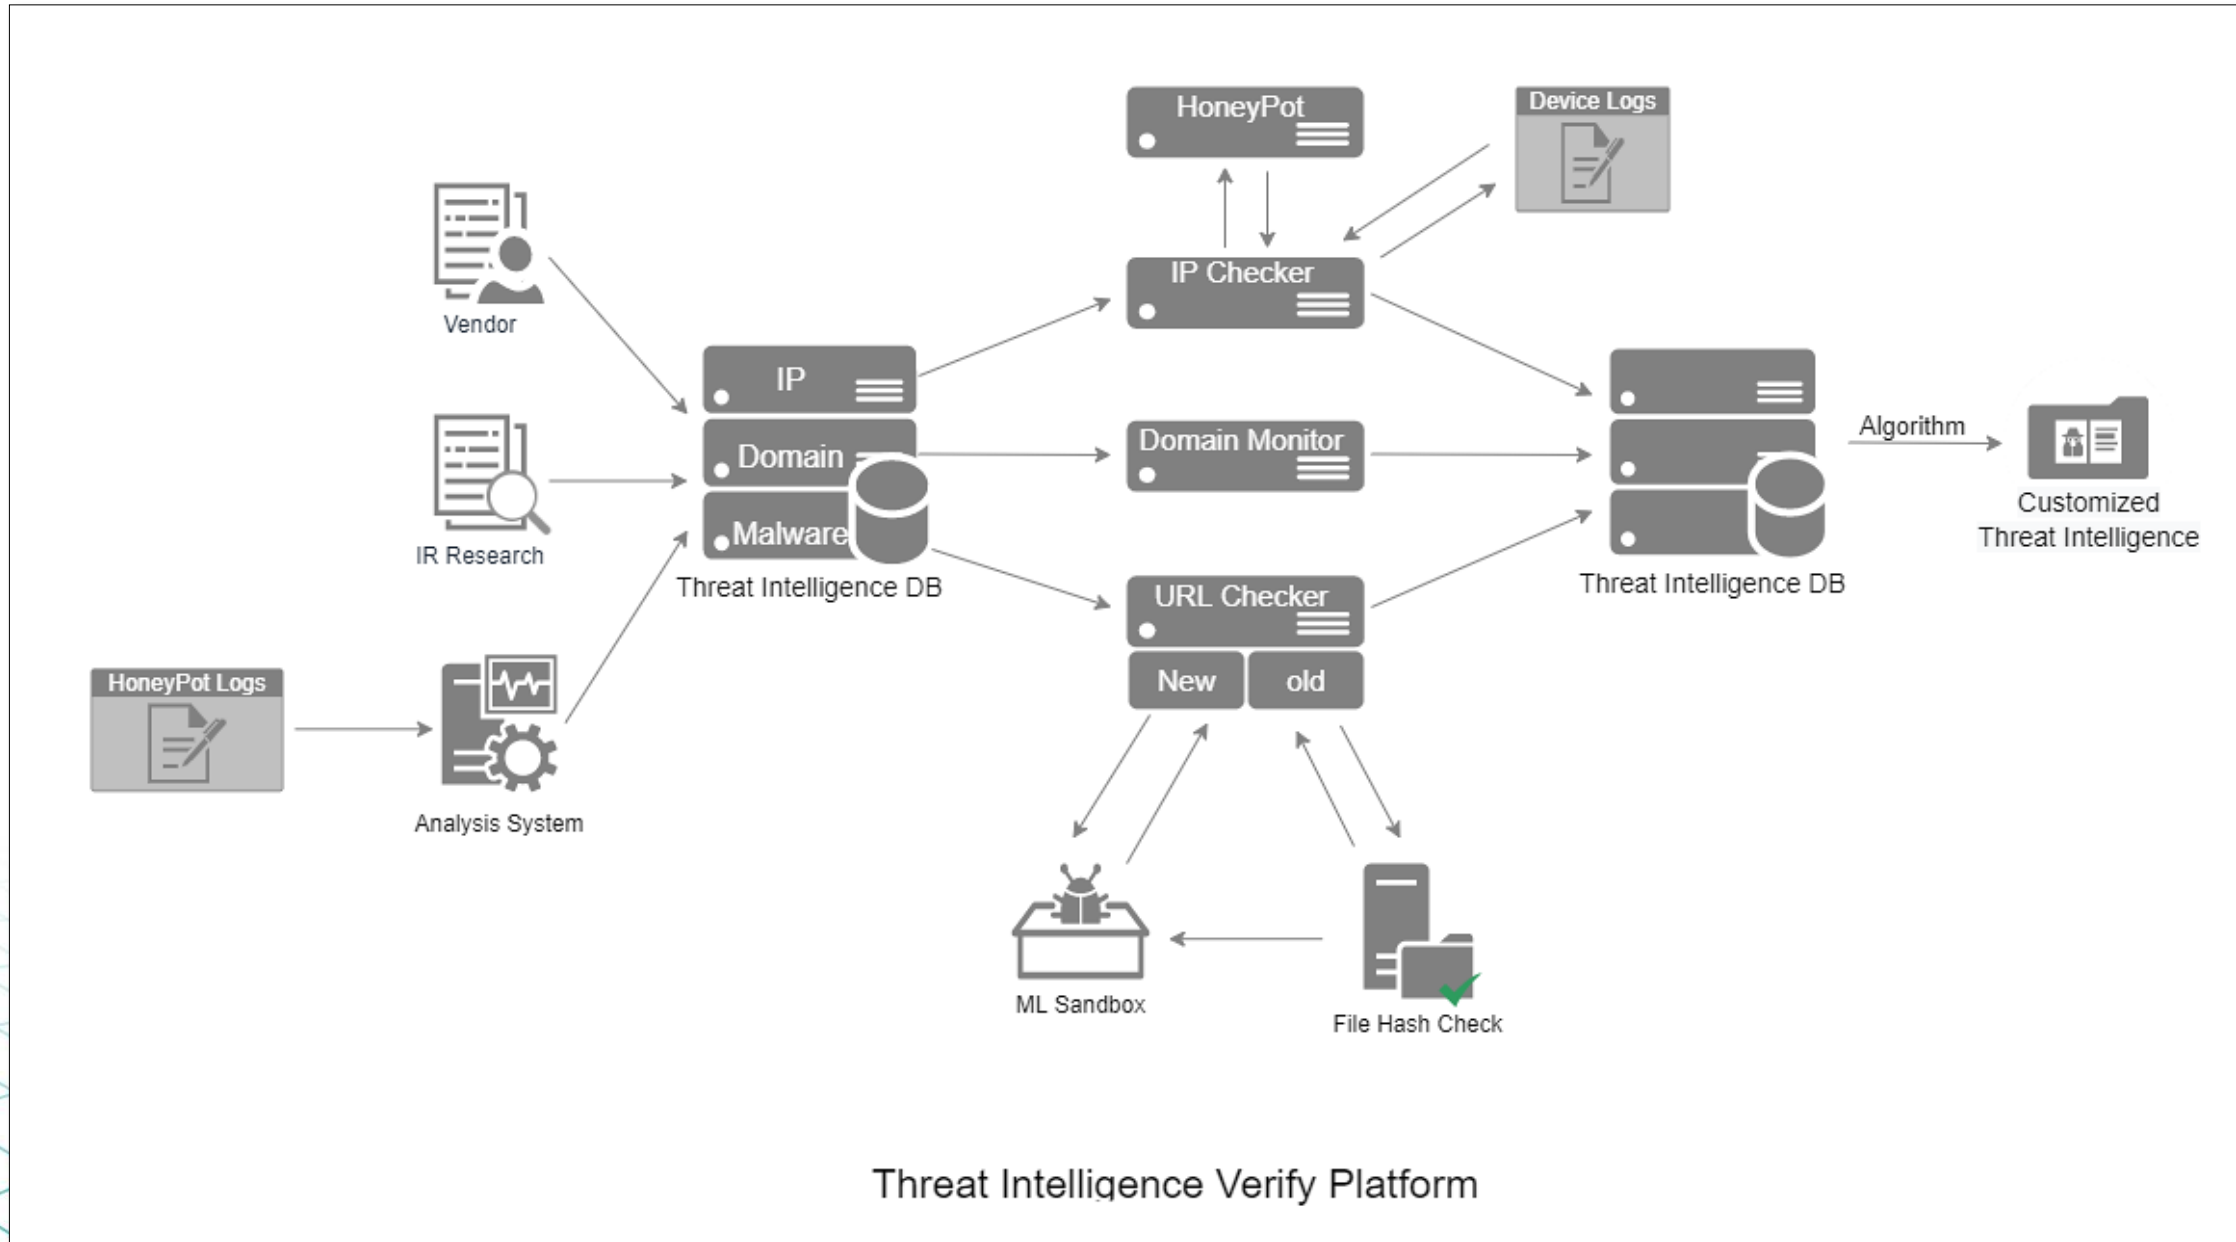 HoneyPot
Device Logs
IP Checker
Vendor
IP
Domain
Malware
Threat Intelligence DB
Domain Monitor
Algorithm
Customized
Threat Intelligence
IR Research
URL Checker
New
old
Threat Intelligence DB
HoneyPot Logs
Analysis System
ML Sandbox
File Hash Check
Threat Intelligence Verify Platform